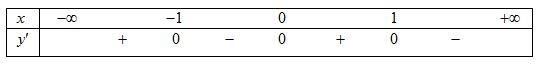 x −∞ −1 0 1 +∞
y′ + 0 − 0 + 0 −